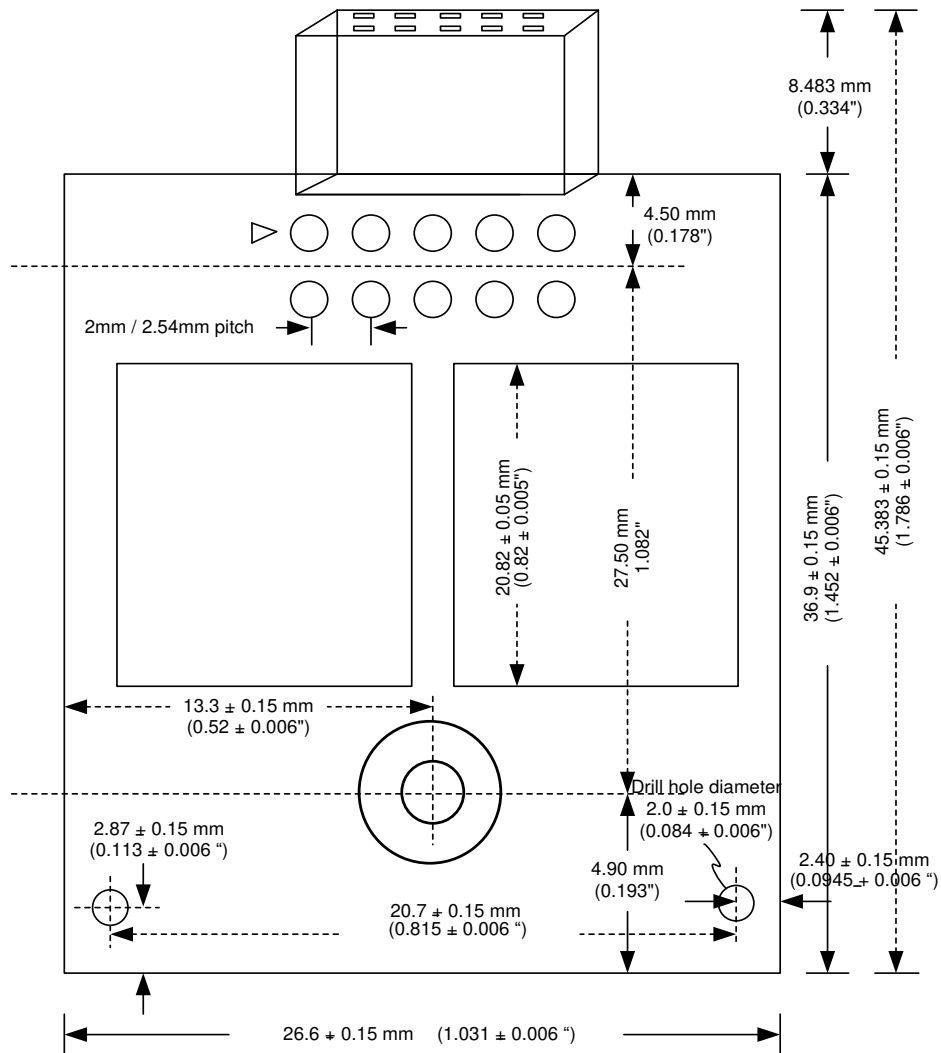 8.483 mm
(0.334")
4.50 mm
(0.178")
2mm / 2.54mm pitch
20.82 ± 0.05 mm
(0.82 ± 0.005")
27.50 mm
1.082"
36.9 ± 0.15 mm
(1.452 ± 0.006")
45.383 ± 0.15 mm
(1.786 ± 0.006")
13.3 ± 0.15 mm
(0.52 ± 0.006")
Drill hole diameter
2.0 ± 0.15 mm
(0.084 ± 0.006")
2.87 ± 0.15 mm
(0.113 ± 0.006 “)
4.90 mm
(0.193")
2.40 ± 0.15 mm
(0.0945 ± 0.006 “)
20.7 ± 0.15 mm
(0.815 ± 0.006 “)
26.6 ± 0.15 mm (1.031 ± 0.006 “)